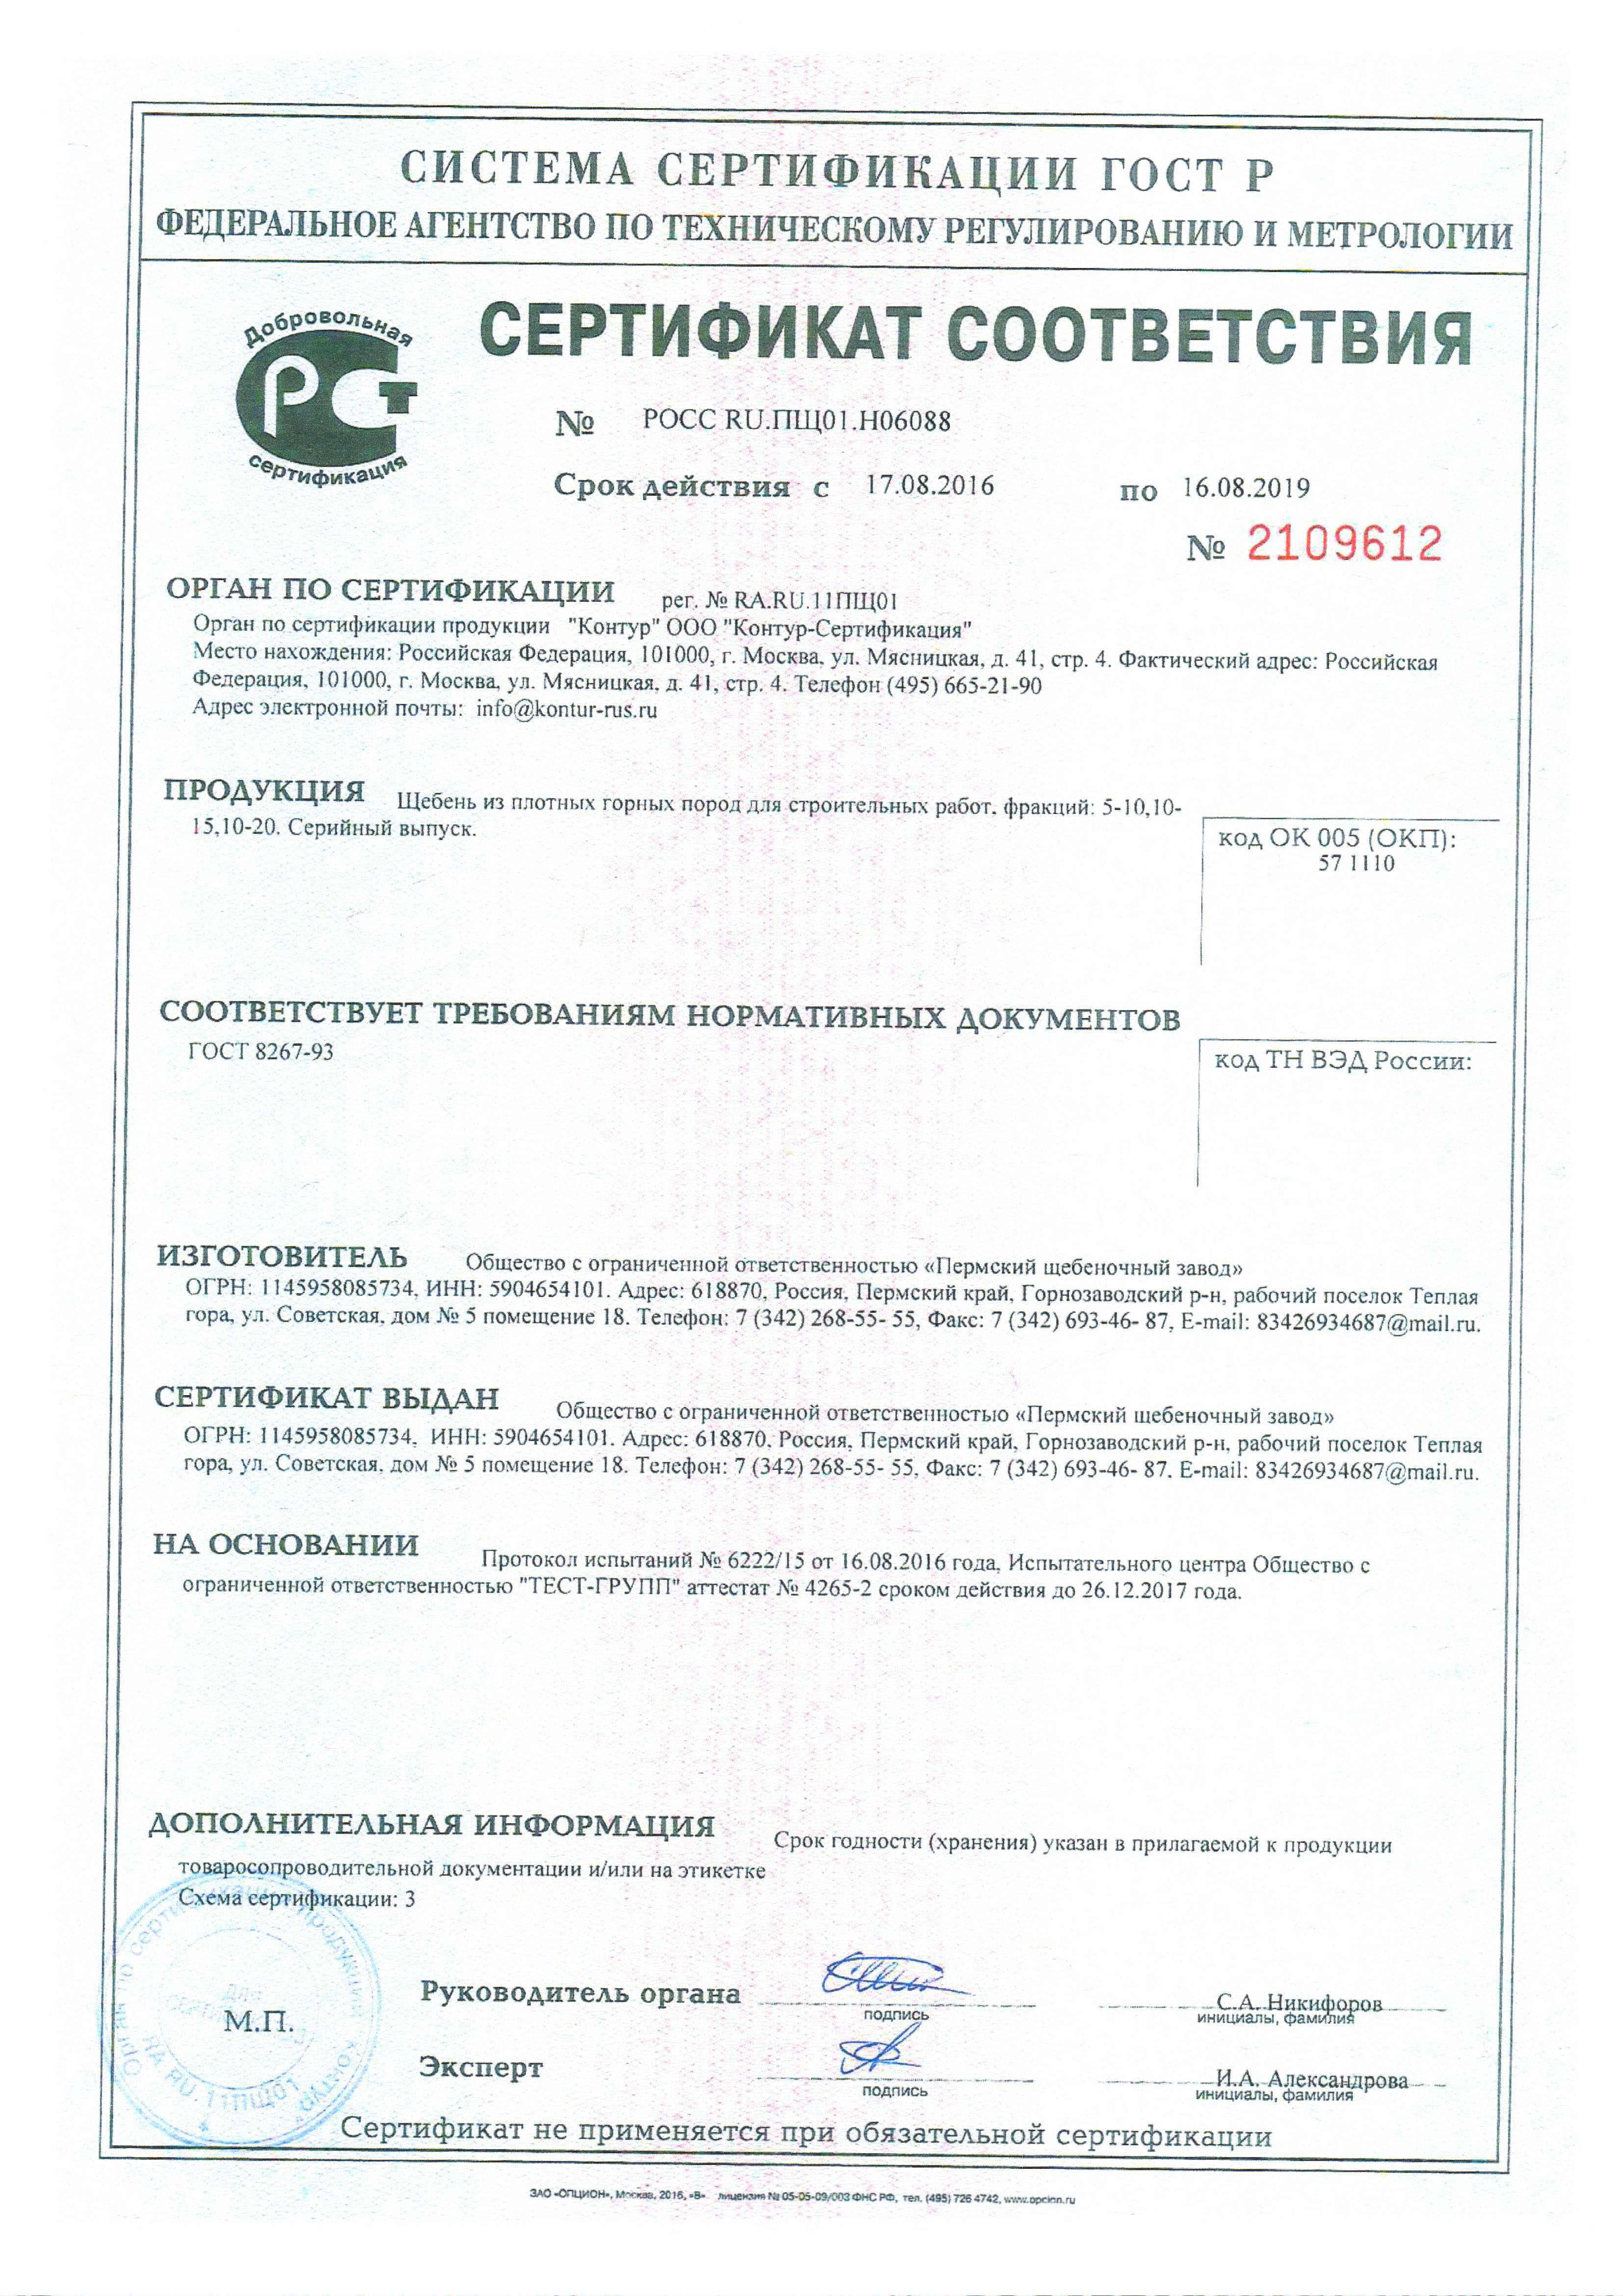 СИСТЕМА СЕРТИФИКАЦИИ ГОСТ Р
ФЕДЕРАЛЬНОЕ АГЕНТСТВО ПО ТЕХНИЧЕСКОМУ РЕГУЛИРОВАНИЮ И МЕТРОЛОГИИ
Добровольная
РСТ
сертификация
СЕРТИФИКАТ СООТВЕТСТВИЯ
№ РОСС RU.ПЩ01.Н06088
Срок действия с 17.08.2016 по 16.08.2019
№ 2109612
ОРГАН ПО СЕРТИФИКАЦИИ рег. № RA.RU.11ПЩ01
Орган по сертификации продукции "Контур" ООО "Контур-Сертификация"
Место нахождения: Российская Федерация, 101000, г. Москва, ул. Мясницкая, д. 41, стр. 4. Фактический адрес: Российская
Федерация, 101000, г. Москва, ул. Мясницкая, д. 41, стр. 4. Телефон (495) 665-21-90
Адрес электронной почты: info@kontur-rus.ru
ПРОДУКЦИЯ Щебень из плотных горных пород для строительных работ, фракций: 5-10,10-
15,10-20. Серийный выпуск.
код ОК 005 (ОКП):
57 1110
СООТВЕТСТВУЕТ ТРЕБОВАНИЯМ НОРМАТИВНЫХ ДОКУМЕНТОВ
ГОСТ 8267-93
код ТН ВЭД России:
ИЗГОТОВИТЕЛЬ Общество с ограниченной ответственностью «Пермский щебеночный завод»
ОГРН: 1145958085734, ИНН: 5904654101. Адрес: 618870, Россия, Пермский край, Горнозаводский р-н, рабочий поселок Теплая
гора, ул. Советская, дом № 5 помещение 18. Телефон: 7 (342) 268-55- 55, Факс: 7 (342) 693-46- 87, E-mail: 83426934687@mail.ru.
СЕРТИФИКАТ ВЫДАН Общество с ограниченной ответственностью «Пермский щебеночный завод»
ОГРН: 1145958085734, ИНН: 5904654101. Адрес: 618870, Россия, Пермский край, Горнозаводский р-н, рабочий поселок Теплая
гора, ул. Советская, дом № 5 помещение 18. Телефон: 7 (342) 268-55- 55, Факс: 7 (342) 693-46- 87, E-mail: 83426934687@mail.ru.
НА ОСНОВАНИИ Протокол испытаний № 6222/15 от 16.08.2016 года, Испытательного центра Общество с
ограниченной ответственностью "ТЕСТ-ГРУПП" аттестат № 4265-2 сроком действия до 26.12.2017 года.
ДОПОЛНИТЕЛЬНАЯ ИНФОРМАЦИЯ Срок годности (хранения) указан в прилагаемой к продукции
товаросопроводительной документации и/или на этикетке
Схема сертификации: 3
Орган по сертификации продукции "Контур"
Для
RA.RU.11ПЩ01
М.П.
Руководитель органа
подпись
С.А. Никифоров
инициалы, фамилия
Эксперт
подпись
И.А. Александрова
инициалы, фамилия
Сертификат не применяется при обязательной сертификации
ЗАО «ОПЦИОН», Москва, 2016, «В» лицензия № 05-05-09/003 ФНС РФ, тел. (495) 726 4742, www.opcion.ru